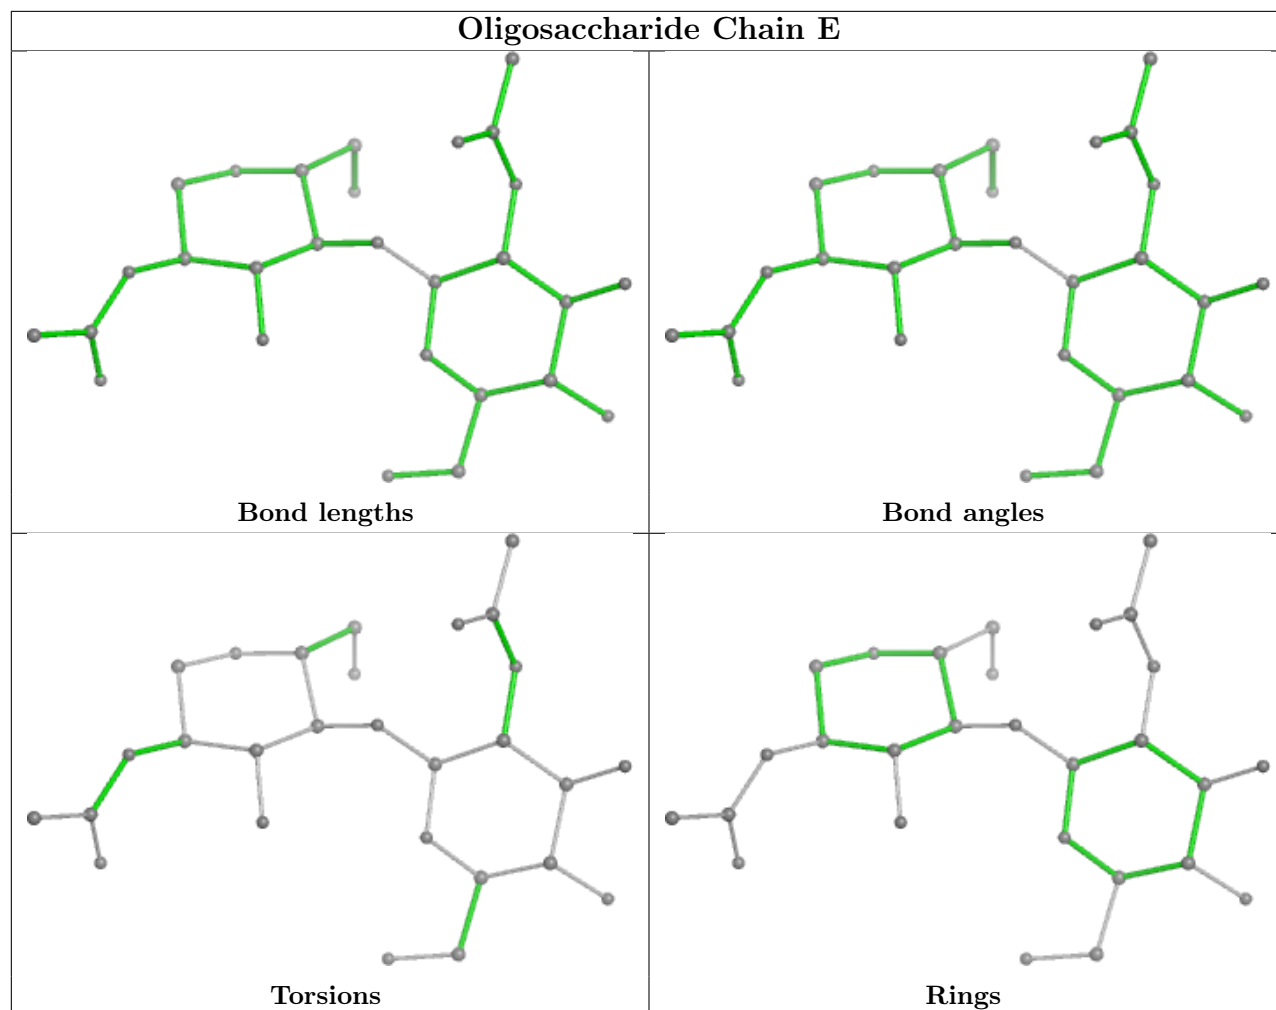 Oligosaccharide Chain E
Bond lengths
Bond angles
Torsions
Rings